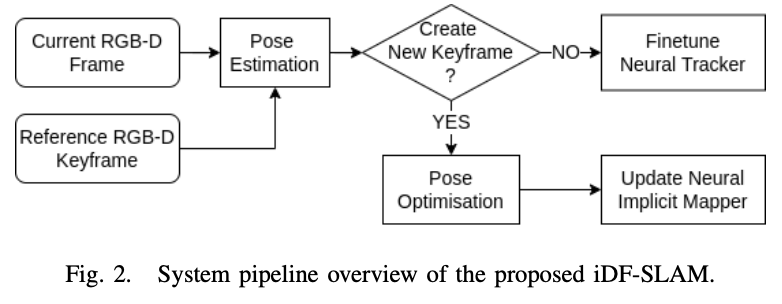 Current RGB-D
Frame
Pose
Estimation
Create
New Keyframe
?
NO
Finetune
Neural Tracker
Reference RGB-D
Keyframe
YES
Pose
Optimisation
Update Neural
Implicit Mapper
Fig. 2. System pipeline overview of the proposed iDF-SLAM.